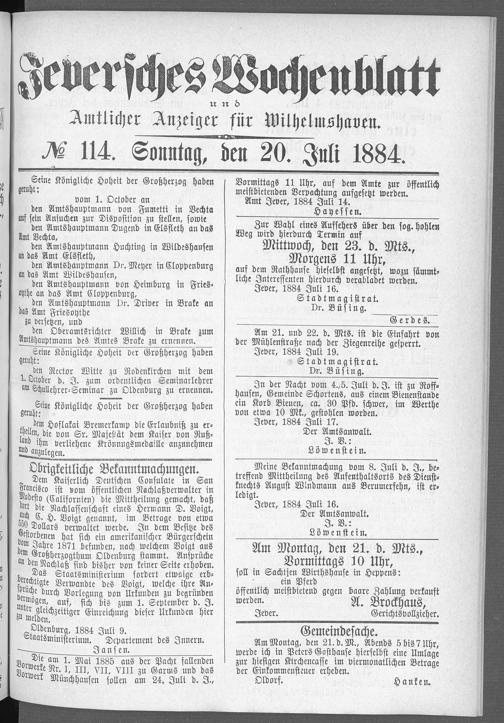 Jeversches Wochenblatt
und
Amtlicher Anzeiger für Wilhelmshaven.
№ 114. Sonntag, den 20. Juli 1884.
Seine Königliche Hoheit der Großherzog haben
geruht:
vom 1. October an
den Amtshauptmann von Fumetti in Vechta
auf sein Ansuchen zur Disposition zu stellen, sowie
den Amtshauptmann Dugend in Elsfleth an das
Amt Vechta,
den Amtshauptmann Huchting in Wildeshausen
an das Amt Elsfleth,
den Amtshauptmann Dr. Meyer in Cloppenburg
an das Amt Wildeshausen,
den Amtshauptmann von Heimburg in Fries-
oythe an das Amt Cloppenburg,
den Amtshauptmann Dr. Driver in Brake an
das Amt Friesoythe
zu versetzen, und
den Oberamtsrichter Willich in Brake zum
Amtshauptmann des Amtes Brake zu ernennen.
Seine Königliche Hoheit der Großherzog haben
geruht:
den Rector Witte zu Rodenkirchen mit dem
1. October d. J. zum ordentlichen Seminarlehrer
am Schullehrer-Seminar zu Oldenburg zu ernennen.
Seine Königliche Hoheit der Großherzog haben
geruht:
dem Hoflakai Bremerkamp die Erlaubniß zu er-
theilen, die von Sr. Majestät dem Kaiser von Ruß-
land ihm verliehene Krönungsmedaille anzunehmen
und anzulegen.
Obrigkeitliche Bekanntmachungen.
Dem Kaiserlich Deutschen Consulate in San
Francisco ist vom öffentlichen Nachlaßverwalter in
Modesto (Californien) die Mittheilung gemacht, daß
dort die Nachlassenschaft eines Hermann D. Voigt,
auch C. H. Voigt genannt, im Betrage von etwa
550 Dollars verwaltet werde. In dem Besitze des
Gestorbenen hat sich ein amerikanischer Bürgerschein
vom Jahre 1871 befunden, nach welchem Voigt aus
dem Großherzogthum Oldenburg stammt. Ansprüche
an den Nachlaß sind bisher von feiner Seite erhoben.
Das Staatsministerium fordert etwaige erb-
berechtigte Verwandte des Voigt, welche ihre An-
sprüche durch Vorlegung von Urkunden zu begründen
vermögen, auf, sich bis zum 1. September d. J.
unter gleichzeitiger Einreichung dieser Urkunden hier
zu melden.
Oldenburg, 1884 Juli 9.
Staatsministerium. Departement des Innern.
Jansen.
Die am 1. Mai 1885 aus der Pacht fallenden
Vorwerke Nr. I, III, VII, VIII zu Garms und das
Vorwerk Münchhausen sollen am 24. Juli d. J.,
Vormittags 11 Uhr, auf dem Amte zur öffentlich
meistbietenden Verpachtung aufgesetzt werden.
Amt Jever, 1884 Juli 14.
Hayessen.
Zur Wahl eines Aufsehers über den sog. hohlen
Weg wird hierdurch Termin auf
Mittwoch, den 23. d. Mts.,
Morgens 11 Uhr,
auf dem Rathhause hieselbst angesetzt, wozu sämmt-
liche Interessenten hierdurch verabladet werden.
Jever, 1884 Juli 16.
Stadtmagistrat.
Dr. Büsing.
Gerdes.
Am 21. und 22. d. Mts. ist die Einfahrt von
der Mühlenstraße nach der Ziegenreihe gesperrt.
Jever, 1884 Juli 19.
Stadtmagistrat.
Dr. Büsing.
In der Nacht vom 4./5. Juli d. J. ist zu Roff-
hausen, Gemeinde Schortens, aus einem Bienenstande
ein Korb Bienen, ca. 30 Pfd. schwer, im Werthe
von etwa 10 Mk., gestohlen worden.
Jever, 1884 Juli 17.
Der Amtsanwalt.
J. V.:
Löwenstein.
Meine Bekanntmachung vom 8. Juli d. J., be-
treffend Mittheilung des Aufenthaltsorts des Dienst-
knechts August Windmann aus Berumerfehn, ist er-
ledigt.
Jever, 1884 Juli 16.
Der Amtsanwalt.
J. V.:
Löwenstein.
Am Montag, den 21. d. Mts.,
Vormittags 10 Uhr,
soll in Sachtjen Wirthshause in Heppens:
ein Pferd
öffentlich meistbietend gegen baare Zahlung verkauft
werden.
A. Brockhaus,
Jever. Gerichtsvollzieher.
Gemeindesache.
Am Montag, den 21. d. M., Abends 5 bis 7 Uhr,
werde ich in Peters Gasthause hierselbst eine Umlage
zur hiesigen Kirchencasse im viermonatlichen Betrage
der Einkommensteuer erheben.
Oldorf. Hanken.